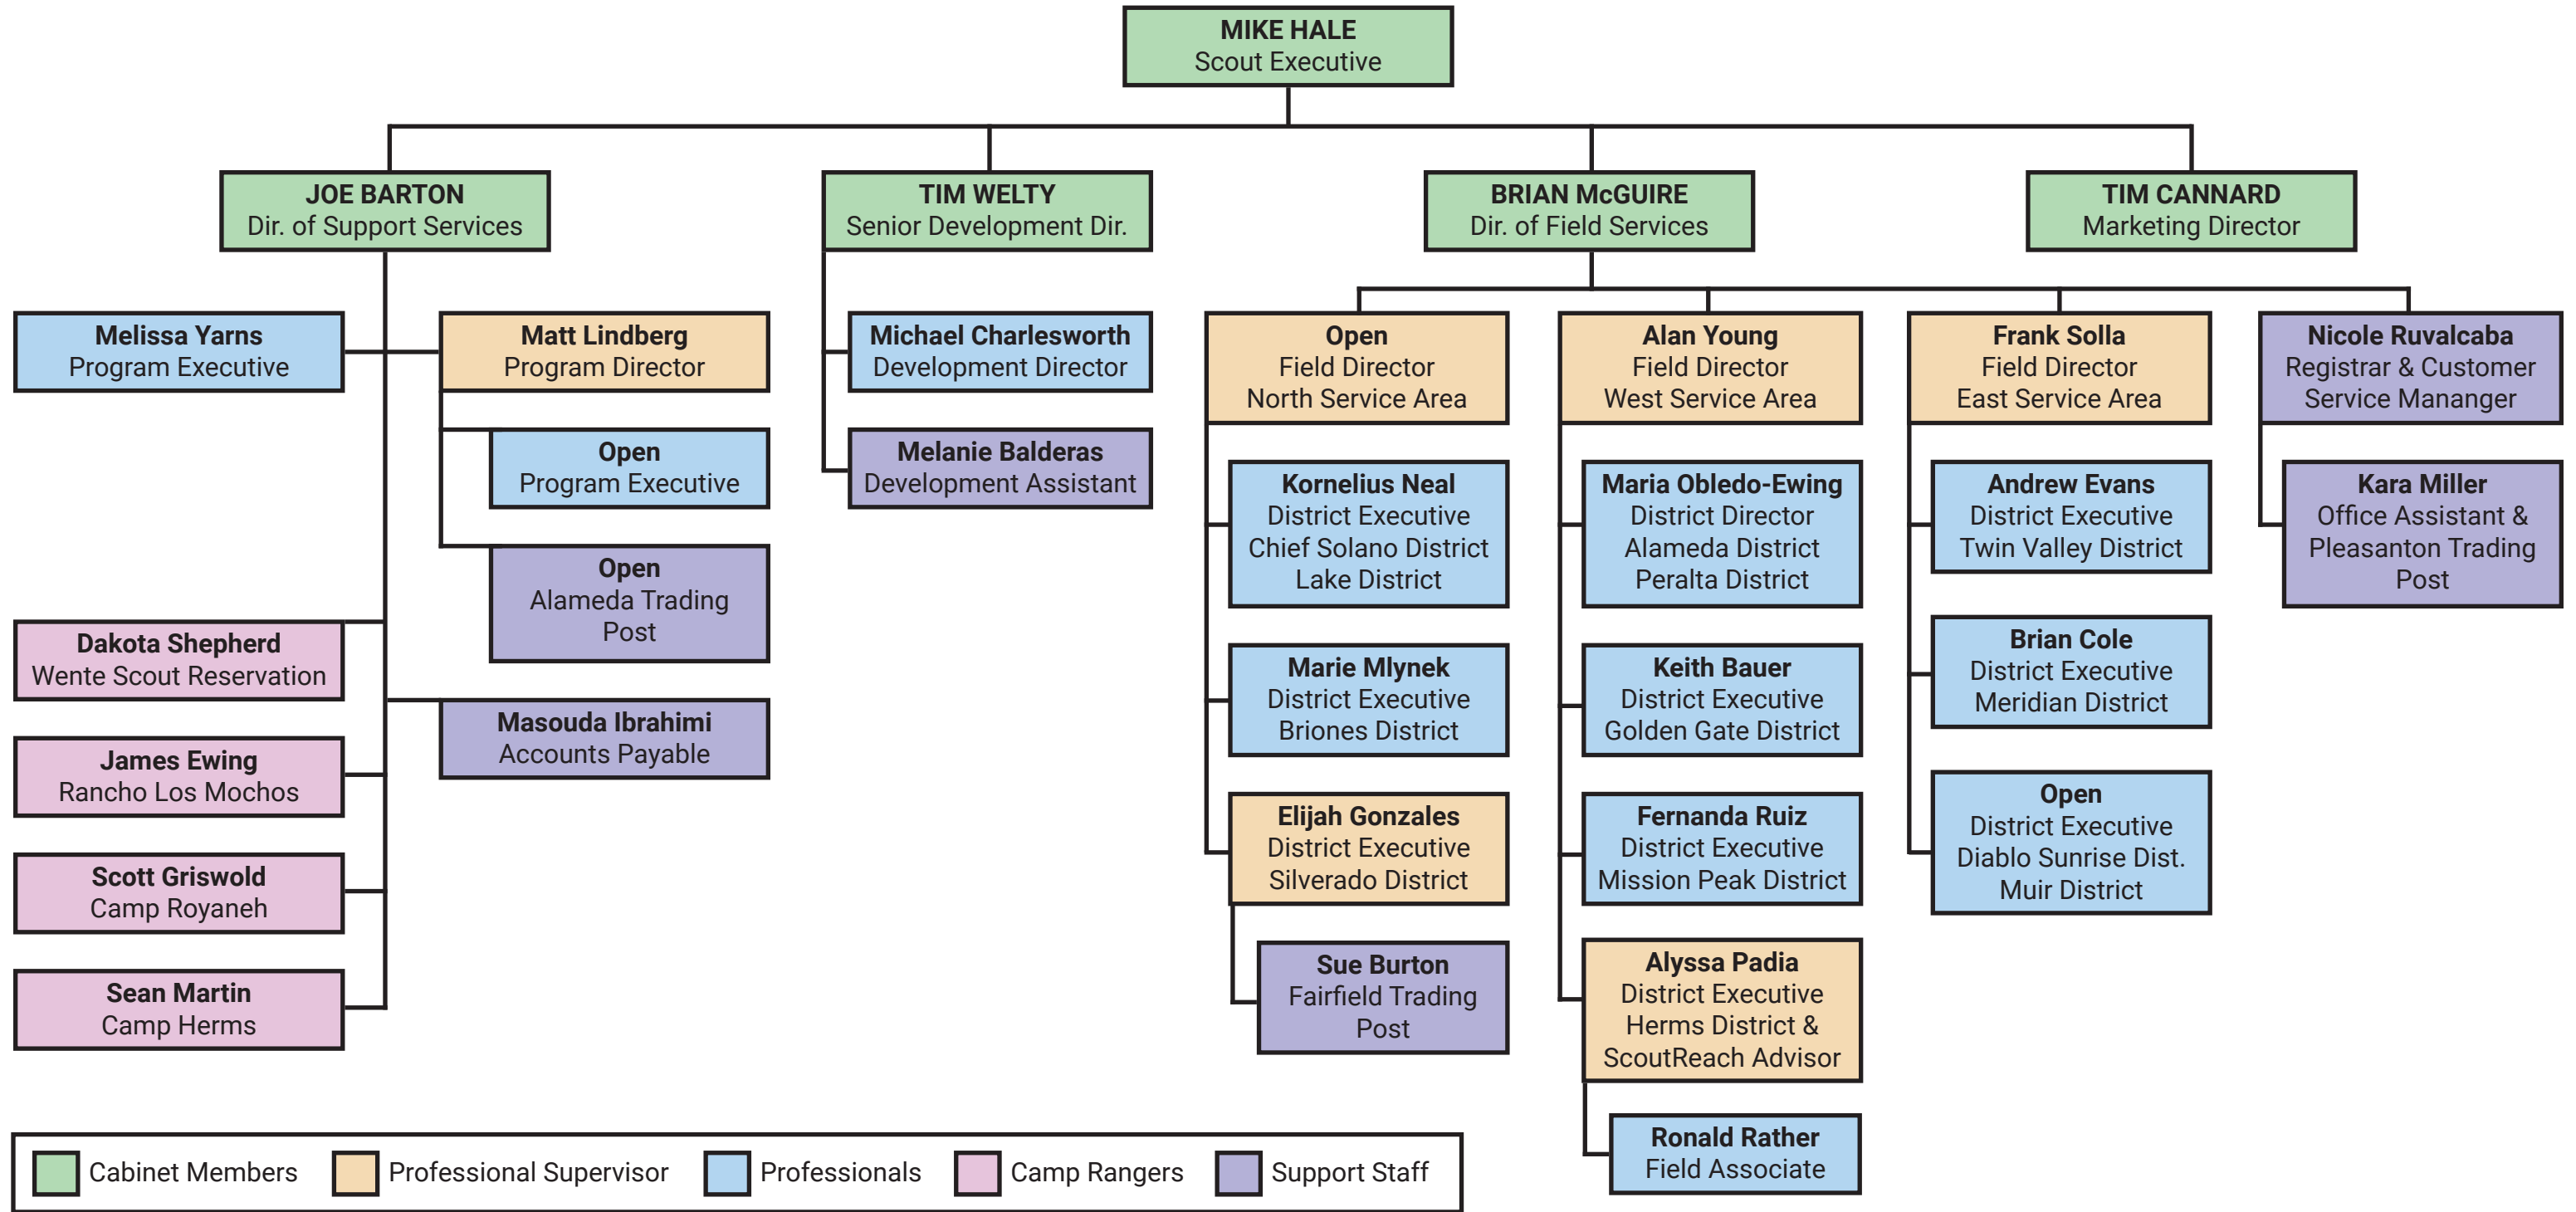 MIKE HALE
Scout Executive
JOE BARTON
Dir. of Support Services
TIM WELTY
Senior Development Dir.
BRIAN McGUIRE
Dir. of Field Services
TIM CANNARD
Marketing Director
Melissa Yarns
Program Executive
Matt Lindberg
Program Director
Open
Program Executive
Open
Alameda Trading
Post
Dakota Shepherd
Wente Scout Reservation
Masouda Ibrahimi
Accounts Payable
James Ewing
Rancho Los Mochos
Scott Griswold
Camp Royaneh
Sean Martin
Camp Herms
Michael Charlesworth
Development Director
Melanie Balderas
Development Assistant
Open
Field Director
North Service Area
Kornelius Neal
District Executive
Chief Solano District
Lake District
Marie Mlynek
District Executive
Briones District
Elijah Gonzales
District Executive
Silverado District
Sue Burton
Fairfield Trading
Post
Alan Young
Field Director
West Service Area
Maria Obledo-Ewing
District Director
Alameda District
Peralta District
Keith Bauer
District Executive
Golden Gate District
Fernanda Ruiz
District Executive
Mission Peak District
Alyssa Padia
District Executive
Herms District &
ScoutReach Advisor
Ronald Rather
Field Associate
Frank Solla
Field Director
East Service Area
Andrew Evans
District Executive
Twin Valley District
Brian Cole
District Executive
Meridian District
Open
District Executive
Diablo Sunrise Dist.
Muir District
Nicole Ruvalcaba
Registrar & Customer
Service Mananger
Kara Miller
Office Assistant &
Pleasanton Trading
Post
Cabinet Members
Professional Supervisor
Professionals
Camp Rangers
Support Staff